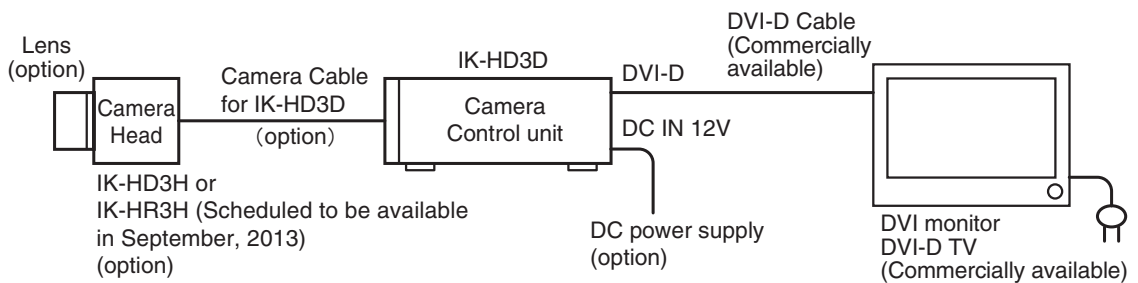 Lens
(option)
Camera
Head
IK-HD3H or
IK-HR3H (Scheduled to be available
in September, 2013)
(option)
Camera Cable
for IK-HD3D
（option）
IK-HD3D
Camera
Control unit
DVI-D
DC IN 12V
DC power supply
(option)
DVI-D Cable
(Commercially
available)
DVI monitor
DVI-D TV
(Commercially available)